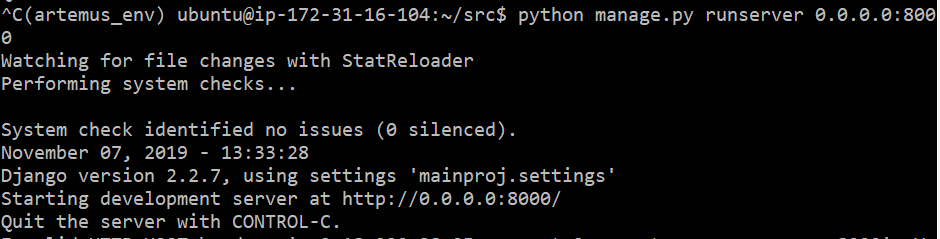 ^C(artemus_env) ubuntu@ip-172-31-16-104:~/src$ python manage.py runserver 0.0.0.0:800
0
Watching for file changes with StatReloader
Performing system checks...

System check identified no issues (0 silenced).
November 07, 2019 - 13:33:28
Django version 2.2.7, using settings 'mainproj.settings'
Starting development server at http://0.0.0.0:8000/
Quit the server with CONTROL-C.